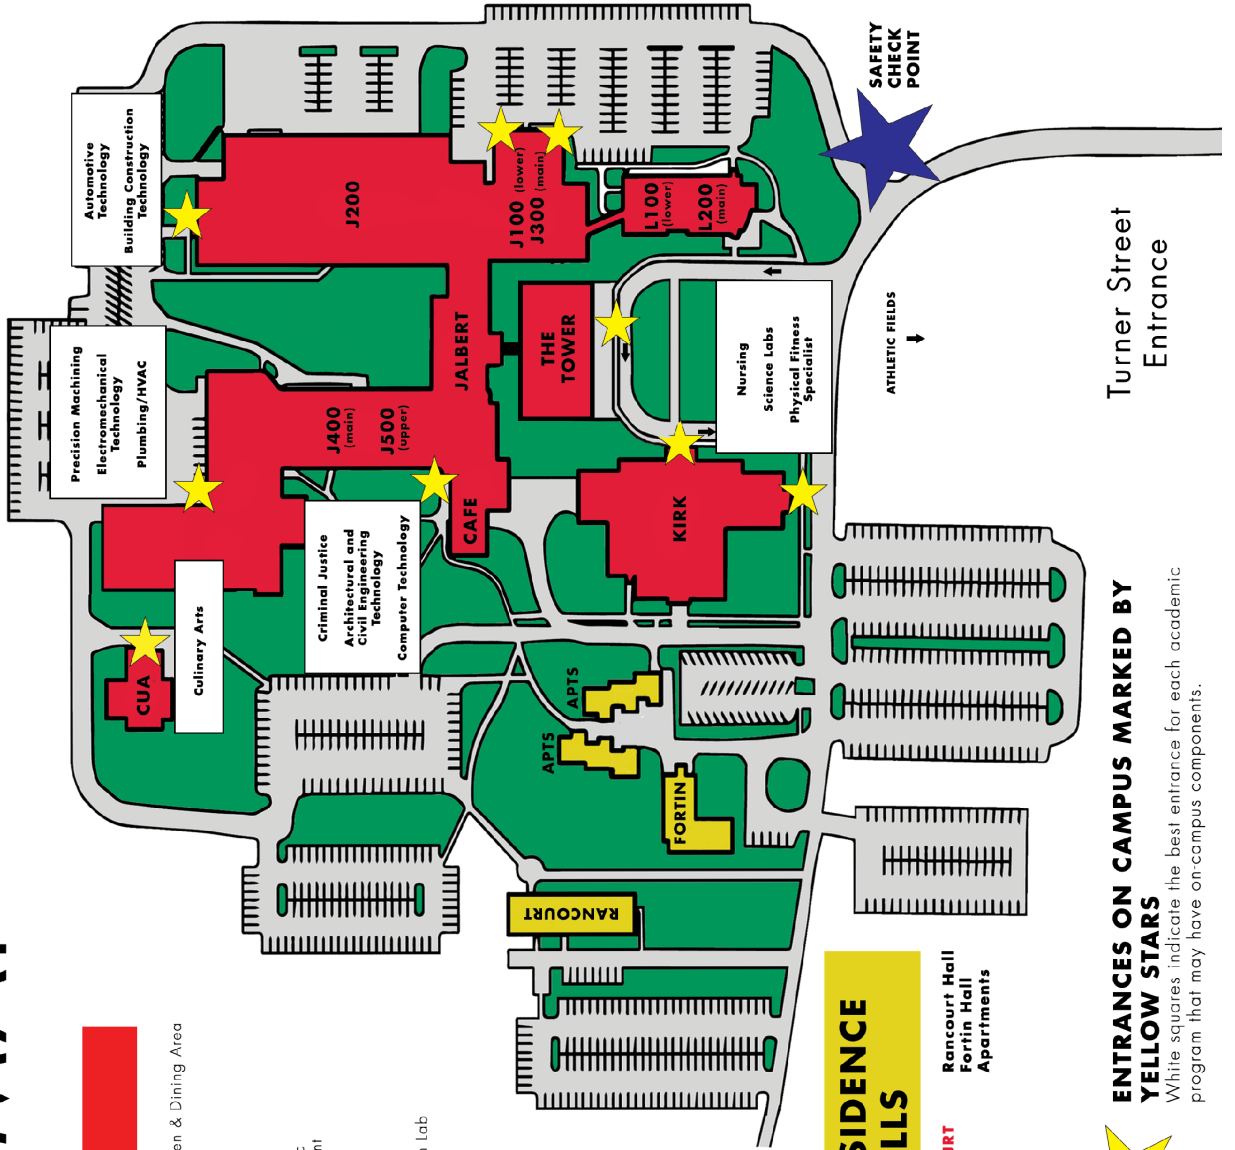 SAFETY
CHECK
POINT
Automotive
Technology
Building Construction
Technology
J200
J100 (lower)
J300 (main)
L100
(lower)
L200
(main)
Precision Machining
Electromechanical
Technology
Plumbing/HVAC
JALBERT
THE
TOWER
Nursing
Science Labs
Physical Fitness
Specialist
ATHLETIC FIELDS
Turner Street
Entrance
J400
(main)
J500
(upper)
CAFE
KIRK
Criminal Justice
Architectural and
Civil Engineering
Technology
Computer Technology
Culinary Arts
CUA
APTS
APTS
FORTIN
RANCOURT
ENTRANCES ON CAMPUS MARKED BY
YELLOW STARS
White squares indicate the best entrance for each academic
program that may have on-campus components.
Rancourt Hall
Fortin Hall
Apartments
SIDENCE
LLS
en & Dining Area
nt
n Lab
RT